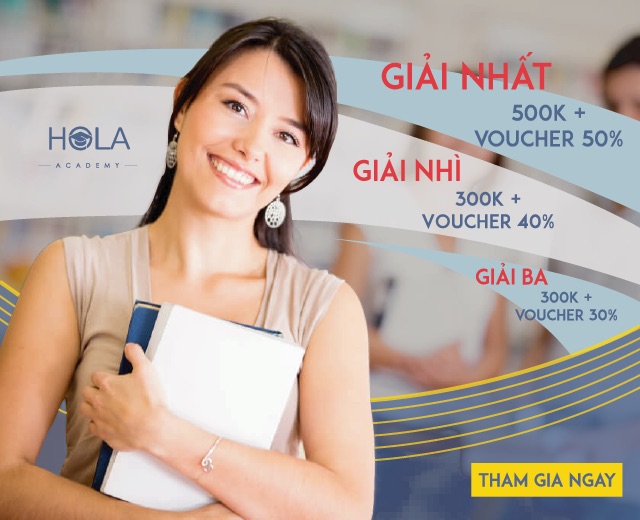 HOLA
ACADEMY
GIẢI NHẤT
500K +
VOUCHER 50%
GIẢI NHÌ
300K +
VOUCHER 40%
GIẢI BA
300K +
VOUCHER 30%
THAM GIA NGAY